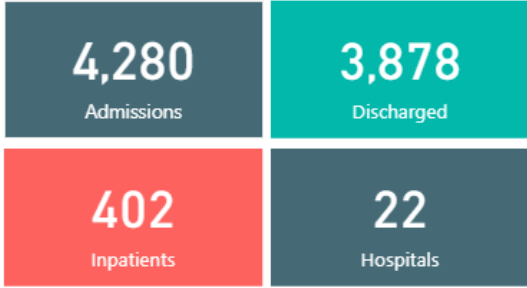 4,280
Admissions
3,878
Discharged
402
Inpatients
22
Hospitals